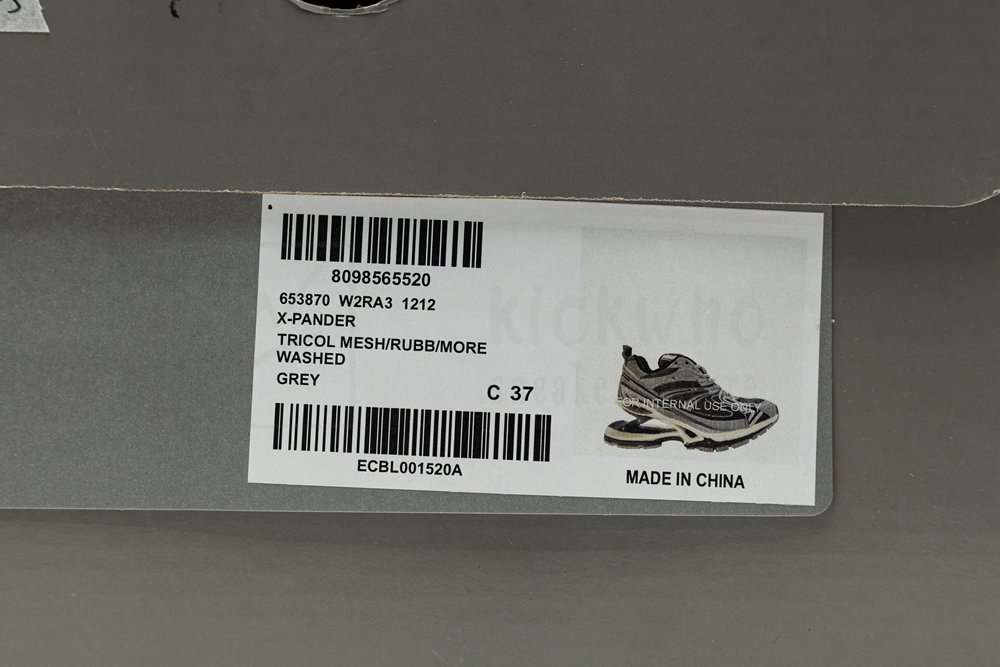 8098565520
653870 W2RA3 1212
X-PANDER
TRICOL MESH/RUBB/MORE
WASHED
GREY
C 37
ECBL001520A
FOR INTERNAL USE ONLY
MADE IN CHINA
kickwho